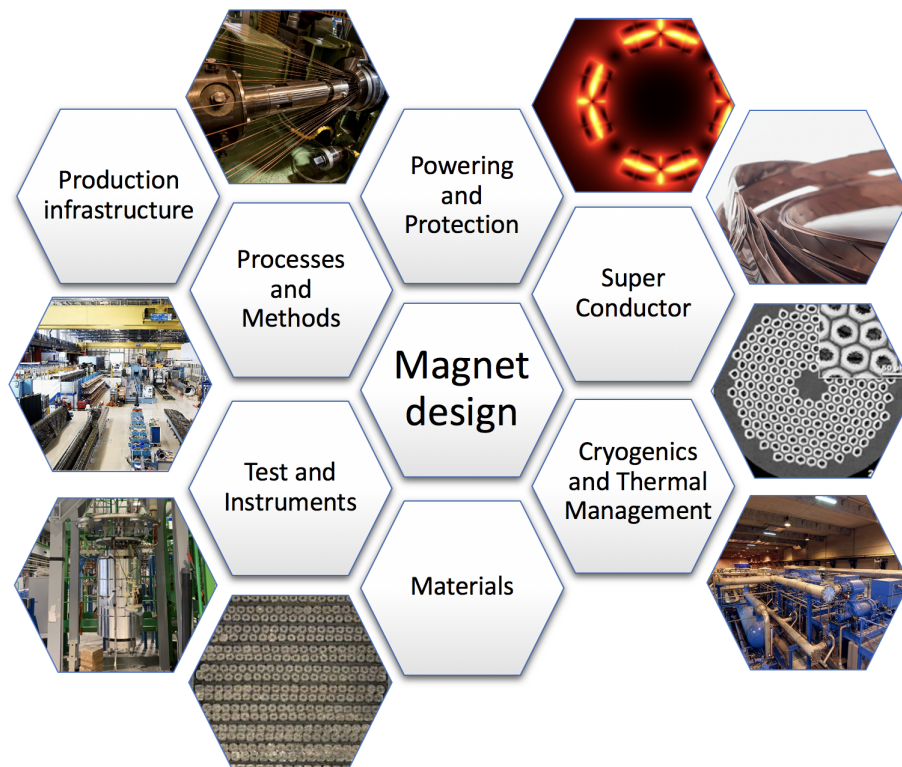 Production
infrastructure
Powering
and
Protection
Processes
and
Methods
Super
Conductor
Magnet
design
Test and
Instruments
Cryogenics
and Thermal
Management
Materials